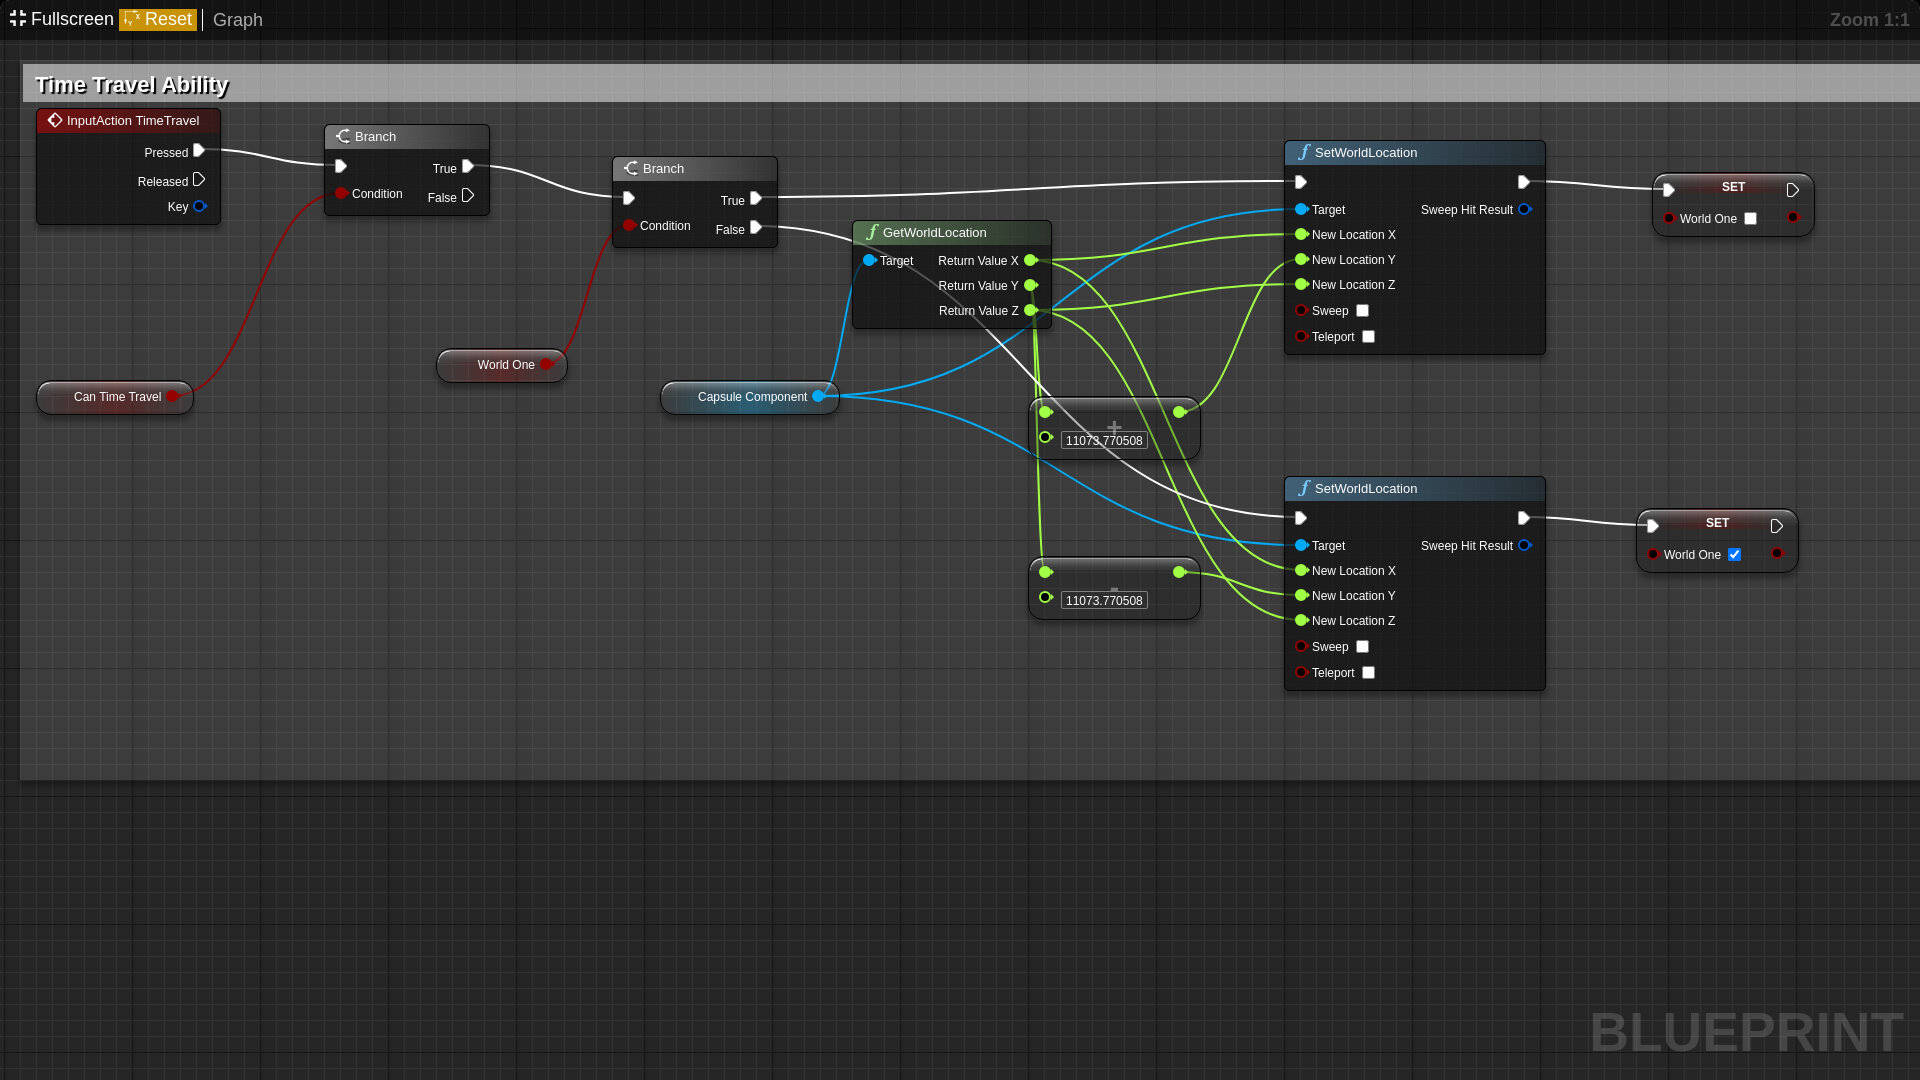 Fullscreen Reset Graph
Zoom 1:1
Time Travel Ability
InputAction TimeTravel
Pressed
Released
Key
Branch
True
Condition
False
Branch
True
Condition
False
GetWorldLocation
Target Return Value X
Return Value Y
Return Value Z
SetWorldLocation
Target Sweep Hit Result
New Location X
New Location Y
New Location Z
Sweep
Teleport
SET
World One
World One
Can Time Travel
Capsule Component
+
11073.770508
SetWorldLocation
Target Sweep Hit Result
New Location X
New Location Y
New Location Z
Sweep
Teleport
SET
World One
-
11073.770508
BLUEPRINT